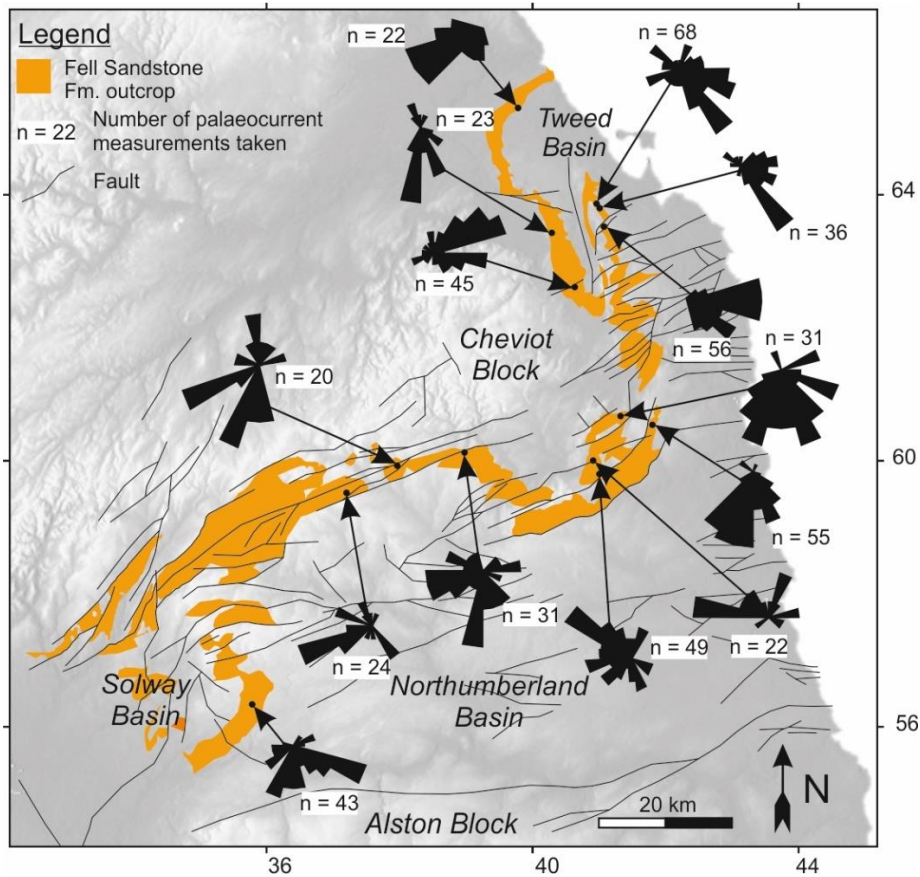 Legend
Fell Sandstone
Fm. outcrop
n = 22
Number of palaeocurrent
measurements taken
Fault
n = 22
n = 68
n = 23
Tweed
Basin
64
n = 36
n = 45
Cheviot
Block
n = 56
n = 31
n = 20
60
n = 55
n = 31
n = 24
n = 49
n = 22
Solway
Basin
Northumberland
Basin
56
n = 43
20 km
N
Alston Block
36
40
44